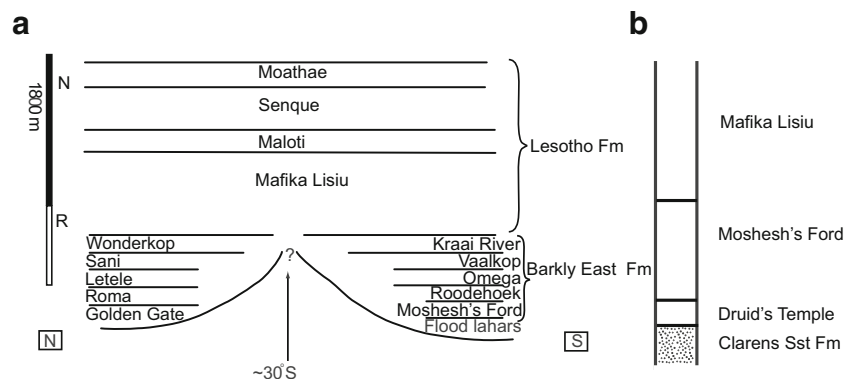 a
b
1800 m
N
R
Moathae
Senque
Maloti
Mafika Lisiu
Lesotho Fm
Wonderkop
Sani
Letele
Roma
Golden Gate
?
Kraai River
Vaalkop
Omega
Roodehoek
Moshesh's Ford
Flood lahars
Barkly East Fm
N
S
~30°S
Mafika Lisiu
Moshesh's Ford
Druid's Temple
Clarens Sst Fm